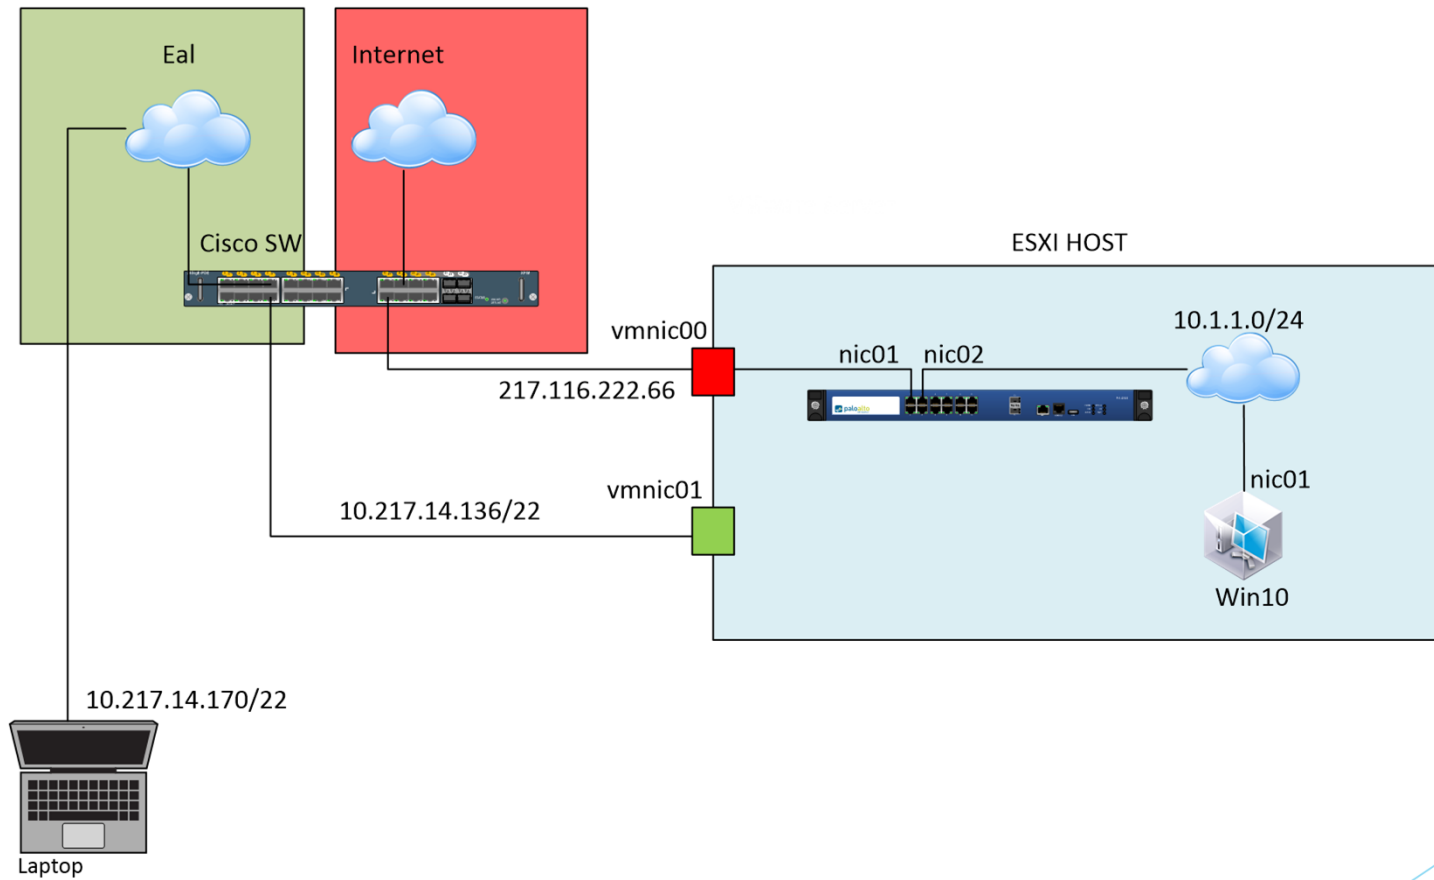 Eal
Internet
Cisco SW
ESXI HOST
vmnic00
10.1.1.0/24
nic01
nic02
217.116.222.66
paloalto
nic01
vmnic01
10.217.14.136/22
Win10
10.217.14.170/22
Laptop